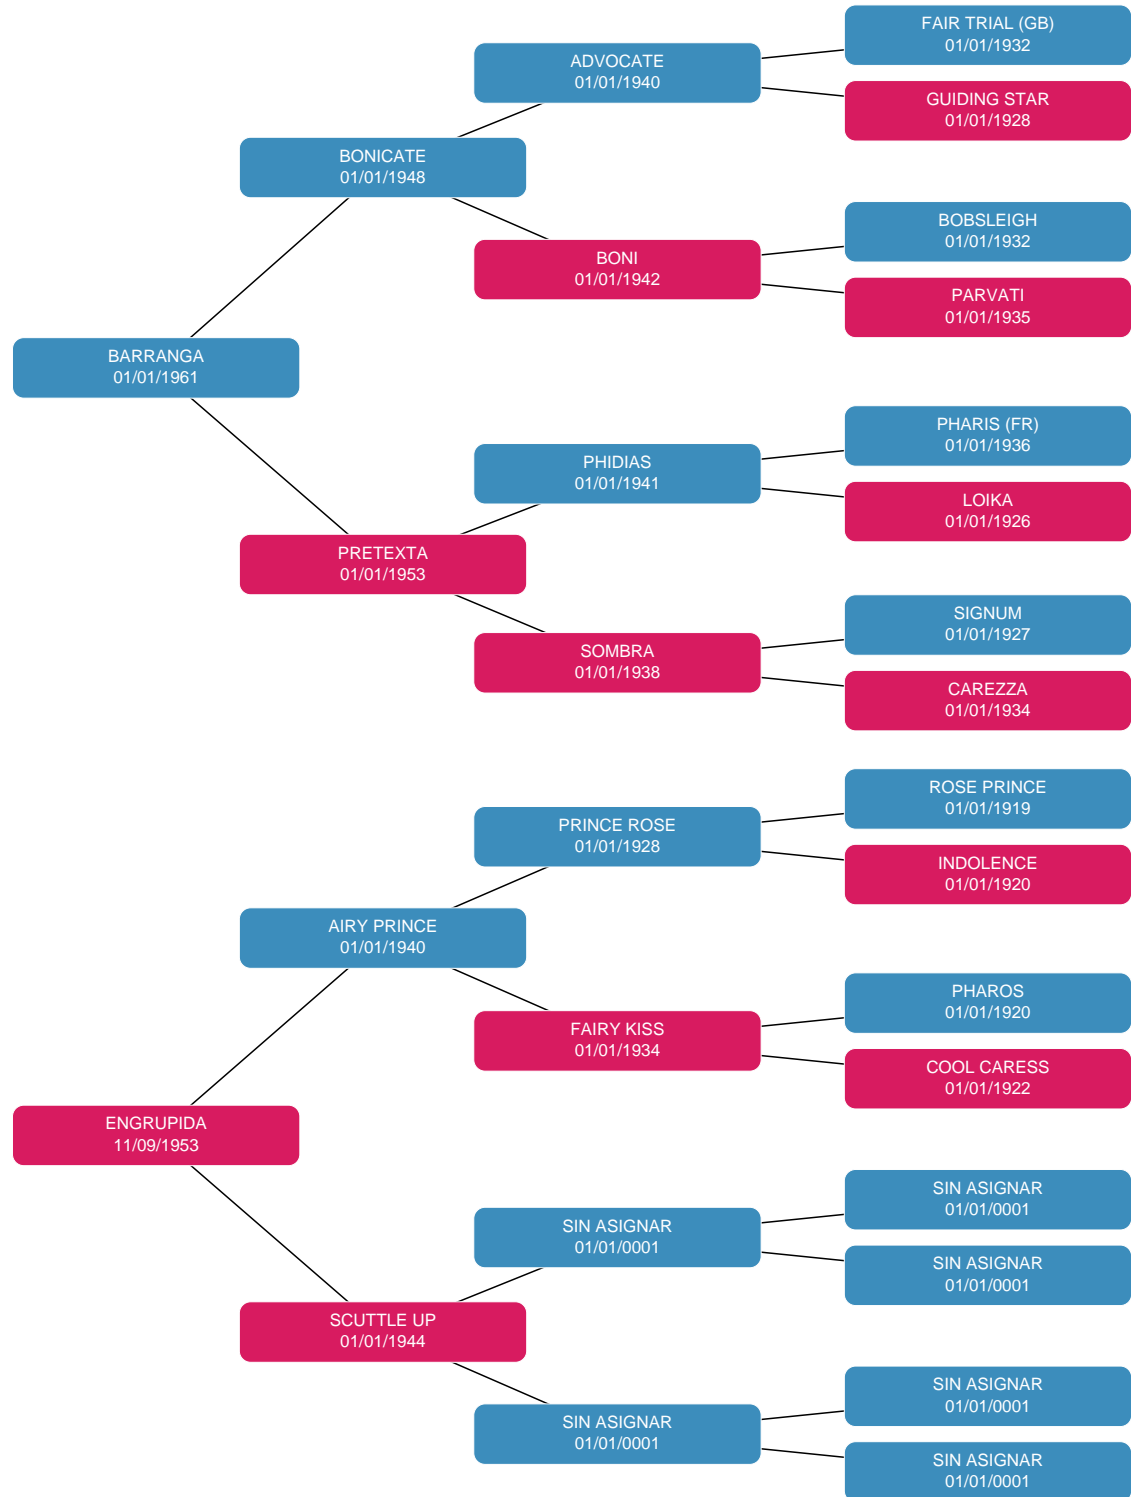 FAIR TRIAL (GB)
01/01/1932
ADVOCATE
01/01/1940
GUIDING STAR
01/01/1928
BONICATE
01/01/1948
BOBSLEIGH
01/01/1932
BONI
01/01/1942
PARVATI
01/01/1935
BARRANGA
01/01/1961
PHARIS (FR)
01/01/1936
PHIDIAS
01/01/1941
LOIKA
01/01/1926
PRETEXTA
01/01/1953
SIGNUM
01/01/1927
SOMBRA
01/01/1938
CAREZZA
01/01/1934
ROSE PRINCE
01/01/1919
PRINCE ROSE
01/01/1928
INDOLENCE
01/01/1920
AIRY PRINCE
01/01/1940
PHAROS
01/01/1920
FAIRY KISS
01/01/1934
COOL CARESS
01/01/1922
ENGRUPIDA
11/09/1953
SIN ASIGNAR
01/01/0001
SIN ASIGNAR
01/01/0001
SIN ASIGNAR
01/01/0001
SCUTTLE UP
01/01/1944
SIN ASIGNAR
01/01/0001
SIN ASIGNAR
01/01/0001
SIN ASIGNAR
01/01/0001